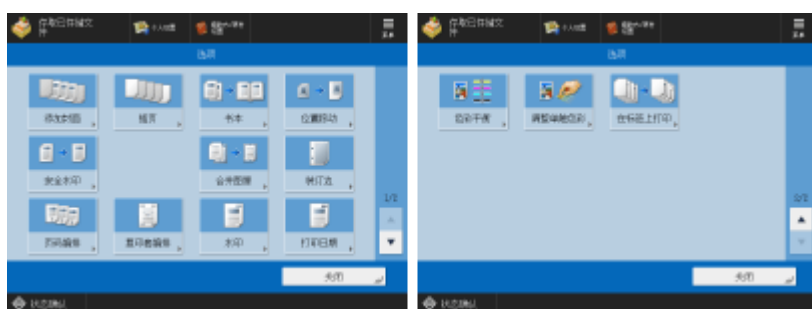 存取已存储文
件
个人设置
选项
添加封面
插页
书本
位置移动
安全水印
合并图像
装订边
页码编排
复印套编排
水印
打印日期
1/2
关闭
状态确认
存取已存储文
件
个人设置
选项
色彩平衡
调整单触色彩
在标签上打印
2/2
关闭
状态确认